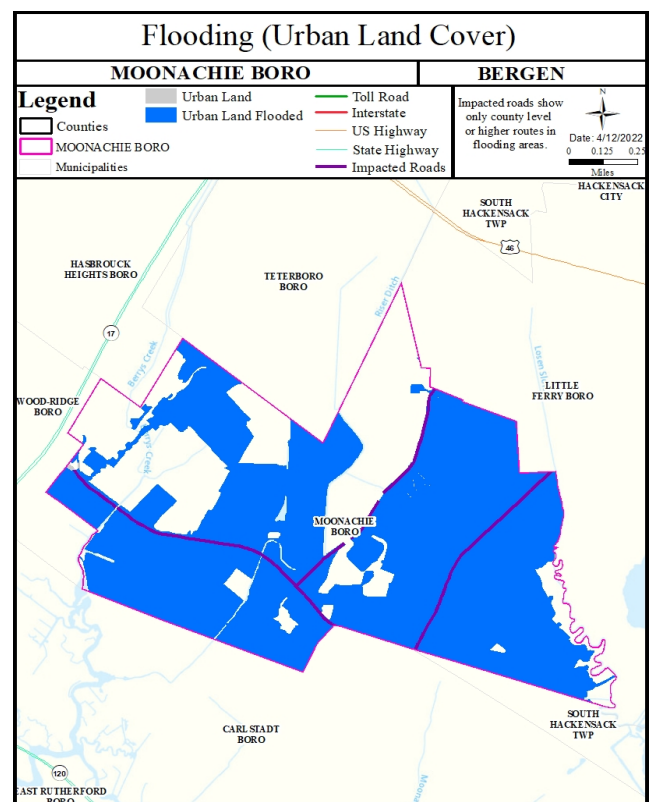 Flooding (Urban Land Cover)
MOONACHIE BORO
BERGEN
Legend
Counties
MOONACHIE BORO
Municipalities
Urban Land
Urban Land Flooded
Toll Road
Interstate
US Highway
State Highway
Impacted Roads
Impacted roads show
only county level
or higher routes in
flooding areas.
N
Date: 4/12/2022
0 0.125 0.25
Miles
HACKENSACK
CITY
SOUTH
HACKENSACK
TWP
46
HASBROUCK
HEIGHTS BORO
TETERBORO
BORO
Riser Ditch
17
Berrys Creek
LITTLE
FERRY BORO
WOOD-RIDGE
BORO
MOONACHIE
BORO
SOUTH
HACKENSACK
TWP
CARLSTADT
BORO
120
EAST RUTHERFORD
BORO